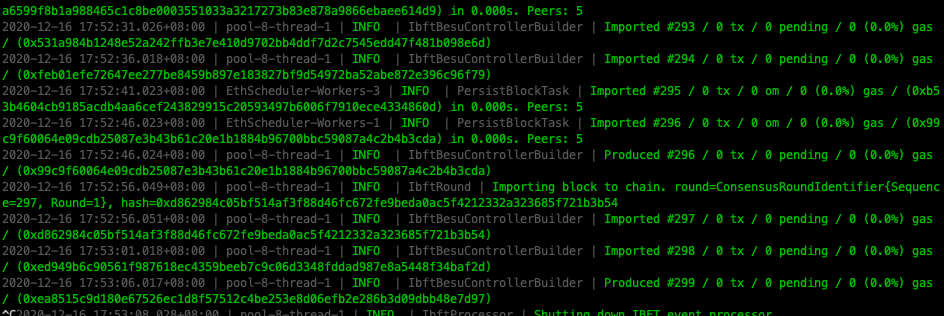 a6599f8b1a988465c1c8be0003551033a3217273b83e878a9866ebaee614d9) in 0.000s. Peers: 5
2020-12-16 17:52:31.026+08:00 | pool-8-thread-1 | INFO  | IbftBesuControllerBuilder | Imported #293 / 0 tx / 0 pending / 0 (0.0%) gas
/ (0x531a984b1248e52a242ffb3e7e410d9702bb4ddf7d2c7545edd47f481b098e6d)
2020-12-16 17:52:36.018+08:00 | pool-8-thread-1 | INFO  | IbftBesuControllerBuilder | Imported #294 / 0 tx / 0 pending / 0 (0.0%) gas
/ (0xfeb01efe72647ee277be8459b897e183827bf9d54972ba52abe872e396c96f79)
2020-12-16 17:52:41.023+08:00 | EthScheduler-Workers-3 | INFO  | PersistBlockTask | Imported #295 / 0 tx / 0 om / 0 (0.0%) gas / (0xb5
3b4604cb9185acdb4aa6cef243829915c20593497b6006f7910ece4334860d) in 0.000s. Peers: 5
2020-12-16 17:52:46.023+08:00 | EthScheduler-Workers-1 | INFO  | PersistBlockTask | Imported #296 / 0 tx / 0 om / 0 (0.0%) gas / (0x99
c9f60064e09cdb25087e3b43b61c20e1b1884b96700bbc59087a4c2b4b3cda) in 0.000s. Peers: 5
2020-12-16 17:52:46.024+08:00 | pool-8-thread-1 | INFO  | IbftBesuControllerBuilder | Produced #296 / 0 tx / 0 pending / 0 (0.0%) gas
/ (0x99c9f60064e09cdb25087e3b43b61c20e1b1884b96700bbc59087a4c2b4b3cda)
2020-12-16 17:52:56.049+08:00 | pool-8-thread-1 | INFO  | IbftRound | Importing block to chain. round=ConsensusRoundIdentifier{Sequen
ce=297, Round=1}, hash=0xd862984c05bf514af3f88d46fc672fe9beda0ac5f4212332a323685f721b3b54
2020-12-16 17:52:56.051+08:00 | pool-8-thread-1 | INFO  | IbftBesuControllerBuilder | Imported #297 / 0 tx / 0 pending / 0 (0.0%) gas
/ (0xd862984c05bf514af3f88d46fc672fe9beda0ac5f4212332a323685f721b3b54)
2020-12-16 17:53:01.018+08:00 | pool-8-thread-1 | INFO  | IbftBesuControllerBuilder | Imported #298 / 0 tx / 0 pending / 0 (0.0%) gas
/ (0xed949b6c90561f987618ec4359beeb7c9c06d3348fddad987e8a5448f34baf2d)
2020-12-16 17:53:06.017+08:00 | pool-8-thread-1 | INFO  | IbftBesuControllerBuilder | Produced #299 / 0 tx / 0 pending / 0 (0.0%) gas
/ (0xea8515c9d180e67526ec1d8f57512c4be253e8d06efb2e286b3d09dbb48e7d97)
^C2020-12-16 17:53:08.028+08:00 | pool-8-thread-1 | INFO  | IbftProcessor | Shutting down IBFT event processor